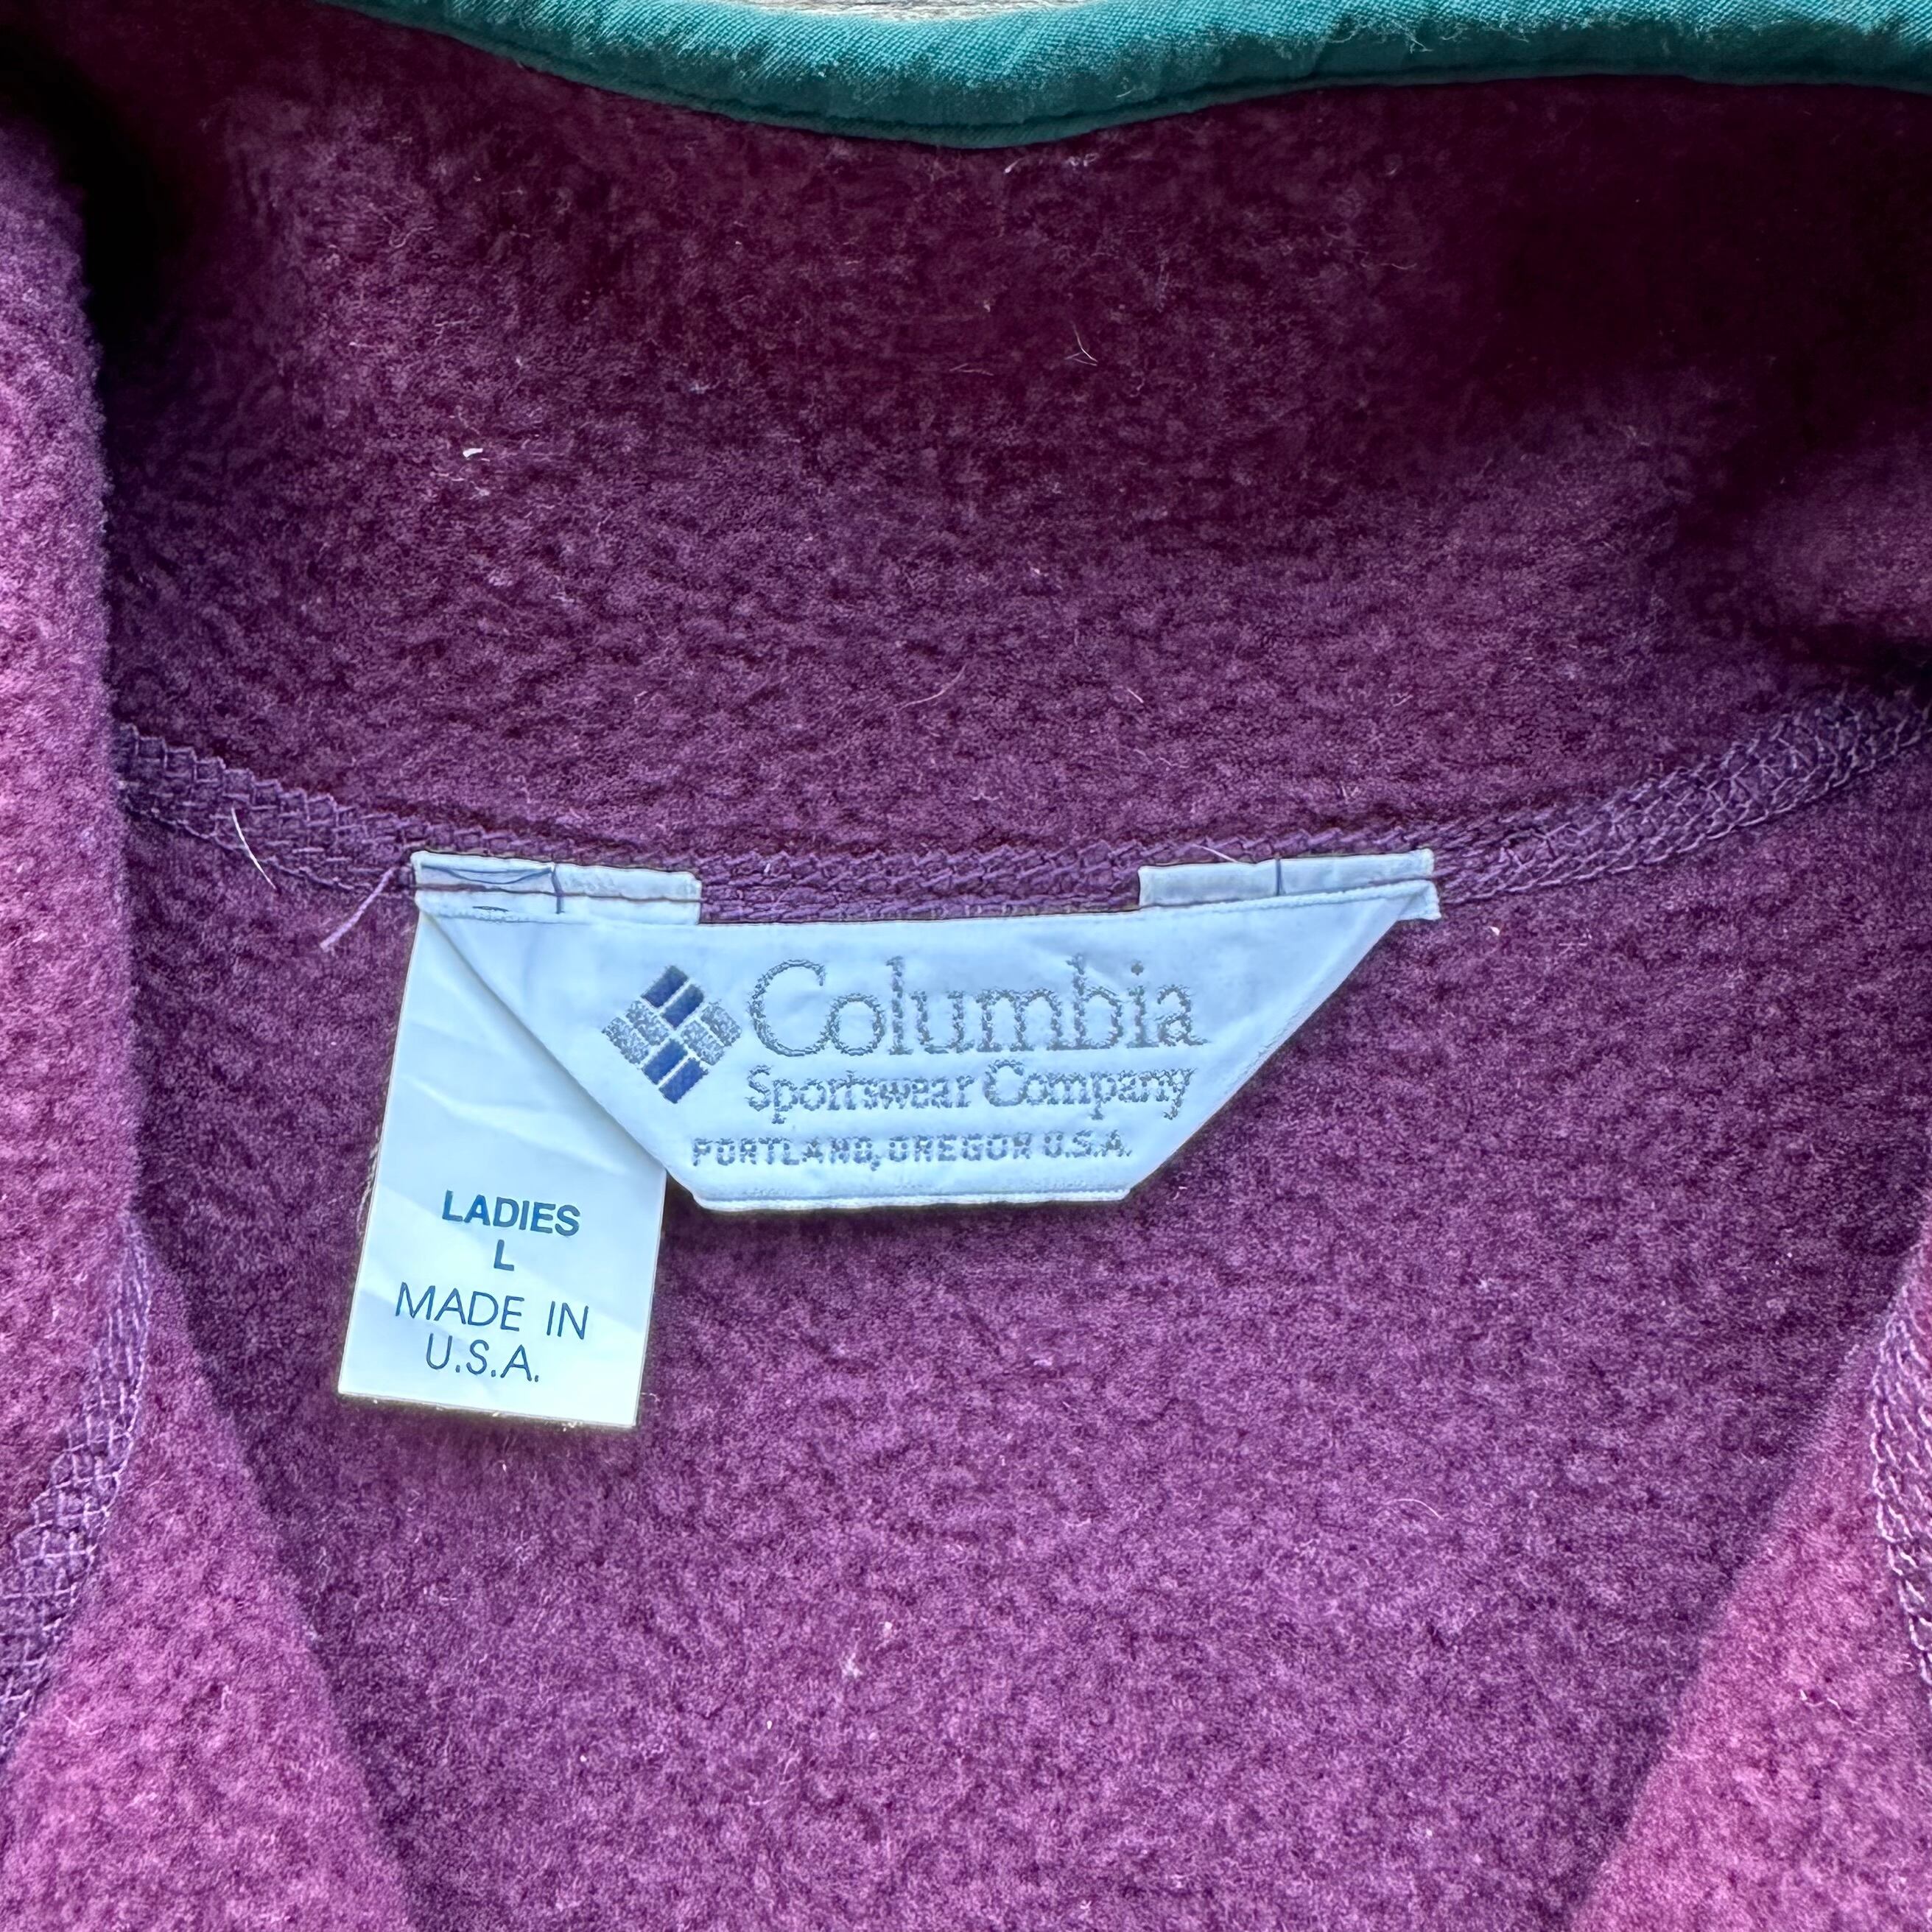 Columbia
Sportswear Company
PORTLAND, OREGON U.S.A.
LADIES
L
MADE IN
U.S.A.